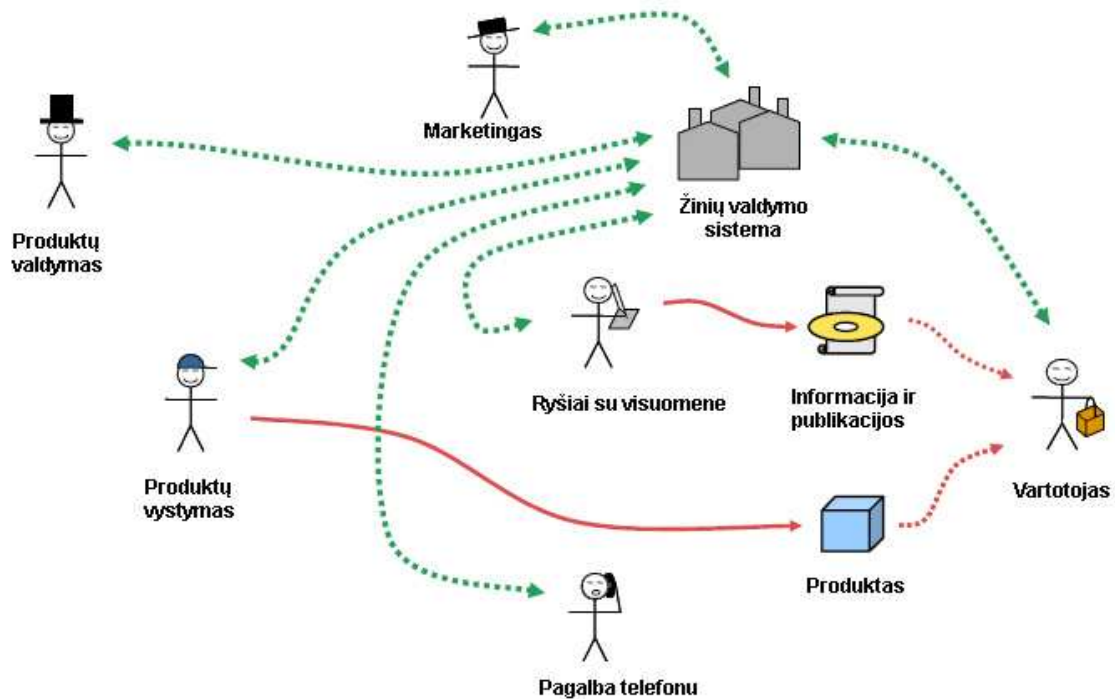 Marketingas
Žinių valdymo
sistema
Produktų
valdymas
Ryšiai su visuomene
Informacija ir
publikacijos
Produktų
vystymas
Vartotojas
Produktas
Pagalba telefonu